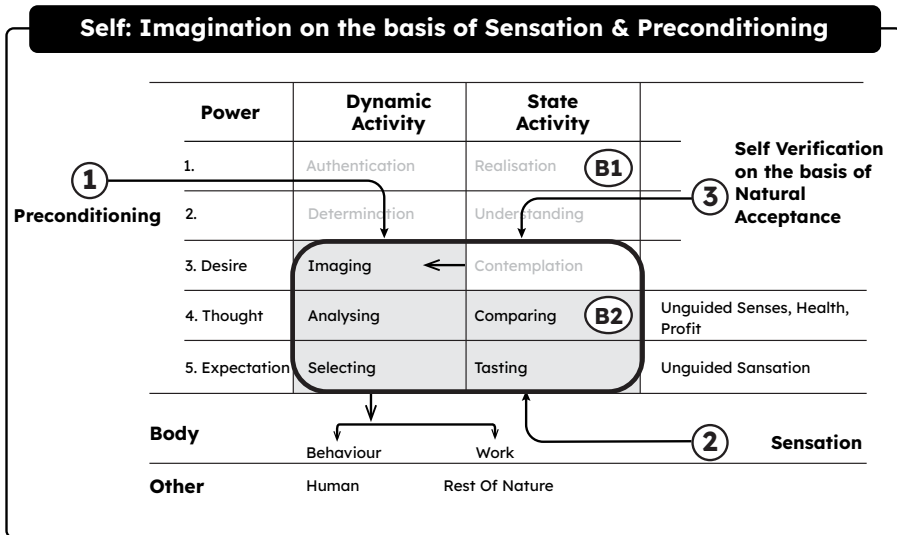 Self: Imagination on the basis of Sensation & Preconditioning
Power
Dynamic
Activity
State
Activity
1.
Authentication
Realisation
B1
Self Verification
on the basis of
Natural
Acceptance
3
1
Preconditioning
2.
Determination
Understanding
3. Desire
Imaging
Contemplation
4. Thought
Analysing
Comparing
B2
Unguided Senses, Health,
Profit
5. Expectation
Selecting
Tasting
Unguided Sansation
Body
Behaviour
Work
2
Sensation
Other
Human
Rest Of Nature